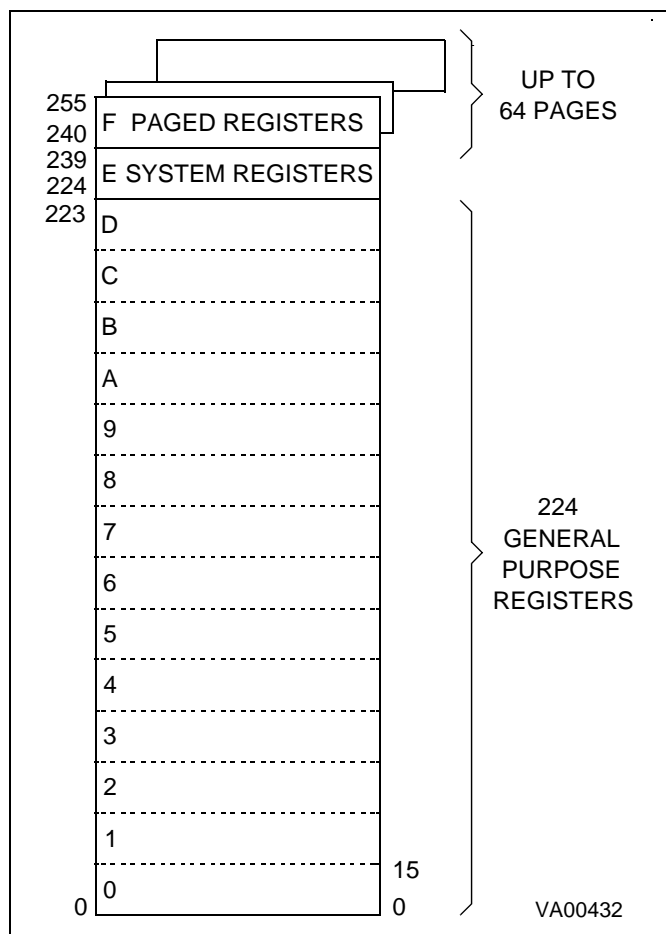 UP TO
64 PAGES
255
F PAGED REGISTERS
240
239
E SYSTEM REGISTERS
224
223
D
C
B
A
9
8
7
6
5
4
3
2
1
0
15
0
0
224
GENERAL
PURPOSE
REGISTERS
VA00432